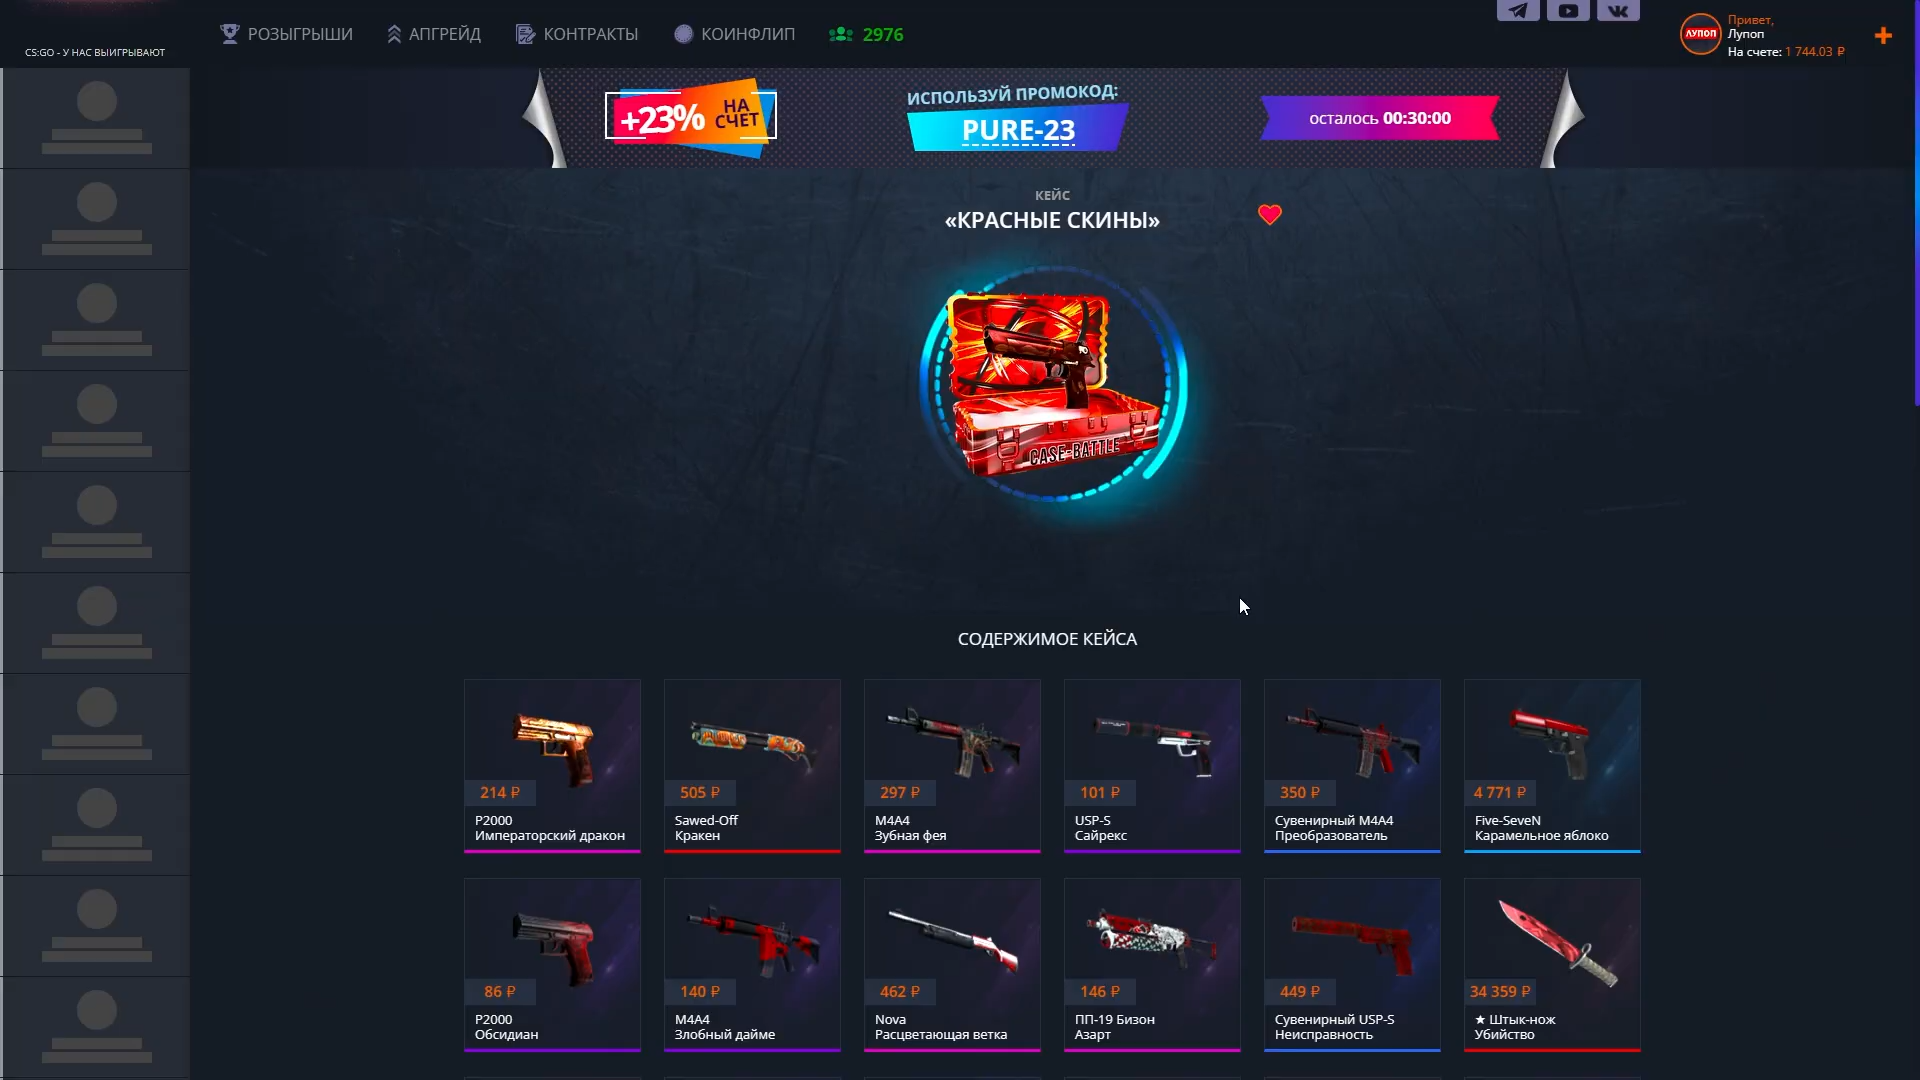 CS:GO - У НАС ВЫИГРЫВАЮТ
РОЗЫГРЫШИ
АПГРЕЙД
КОНТРАКТЫ
КОИНФЛИП
2976
ЛУПОП
Привет,
Лупоп
На счете: 1 744.03 ₽
+
+23%
НА
СЧЕТ
ИСПОЛЬЗУЙ ПРОМОКОД:
PURE-23
осталось 00:30:00
КЕЙС
«КРАСНЫЕ СКИНЫ»
CASE-BATTLE
СОДЕРЖИМОЕ КЕЙСА
214 ₽
P2000
Императорский дракон
505 ₽
Sawed-Off
Кракен
297 ₽
M4A4
Зубная фея
101 ₽
USP-S
Сайрекс
350 ₽
Сувенирный M4A4
Преобразователь
4 771 ₽
Five-SeveN
Карамельное яблоко
86 ₽
P2000
Обсидиан
140 ₽
M4A4
Злобный дайме
462 ₽
Nova
Расцветающая ветка
146 ₽
ПП-19 Бизон
Азарт
449 ₽
Сувенирный USP-S
Неисправность
34 359 ₽
★ Штык-нож
Убийство